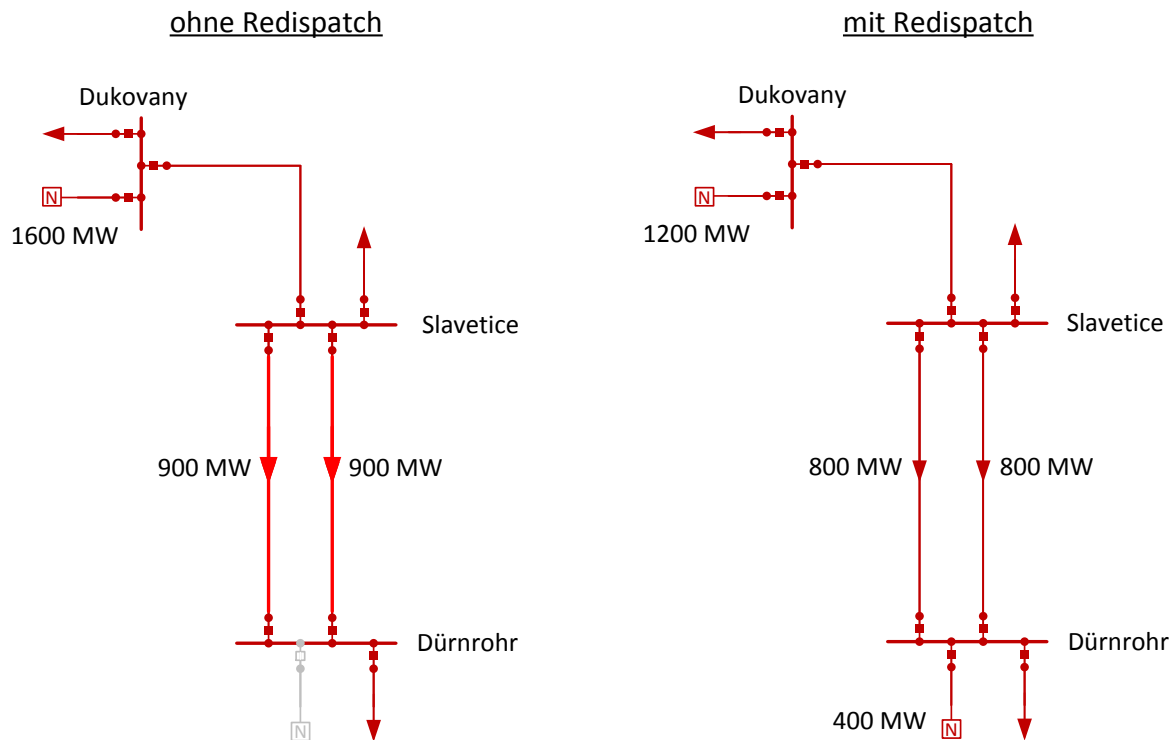 ohne Redispatch
Dukovany
N
1600 MW
Slavetice
900 MW
900 MW
Dürnrohr
N
mit Redispatch
Dukovany
N
1200 MW
Slavetice
800 MW
800 MW
Dürnrohr
400 MW
N